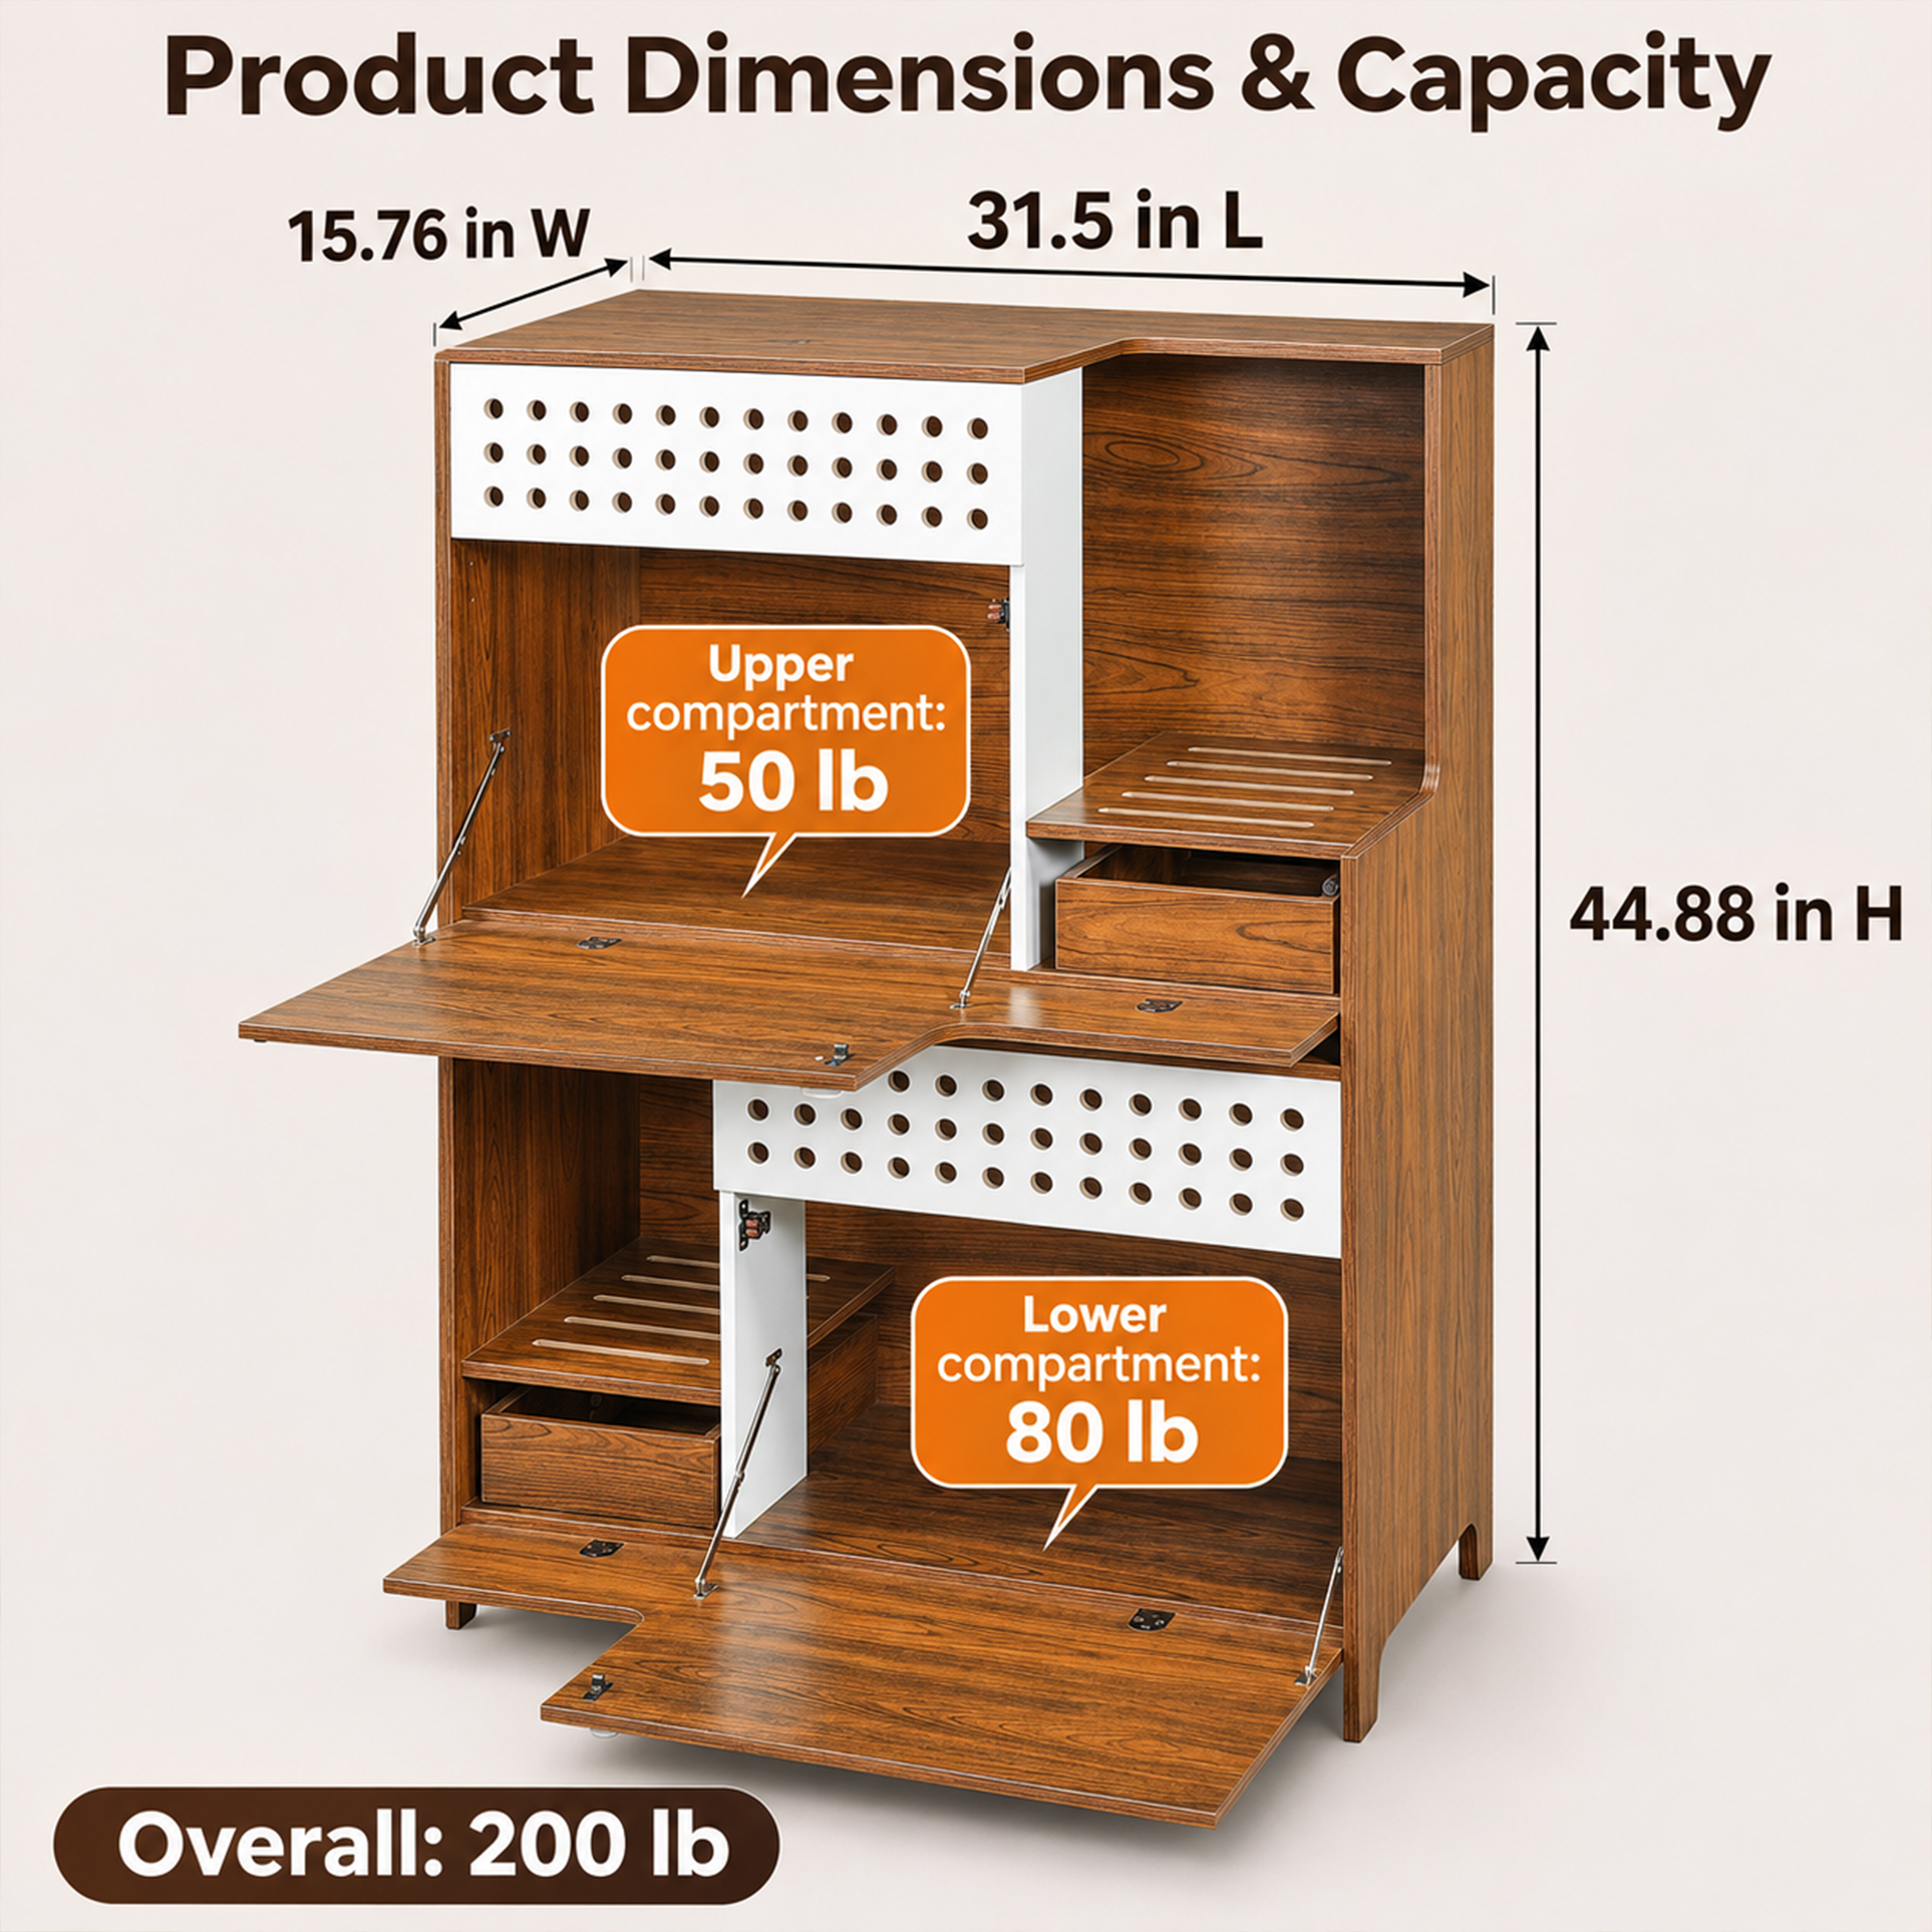 Product Dimensions & Capacity
15.76 in W
31.5 in L
Upper
compartment:
50 lb
44.88 in H
Lower
compartment:
80 lb
Overall: 200 lb